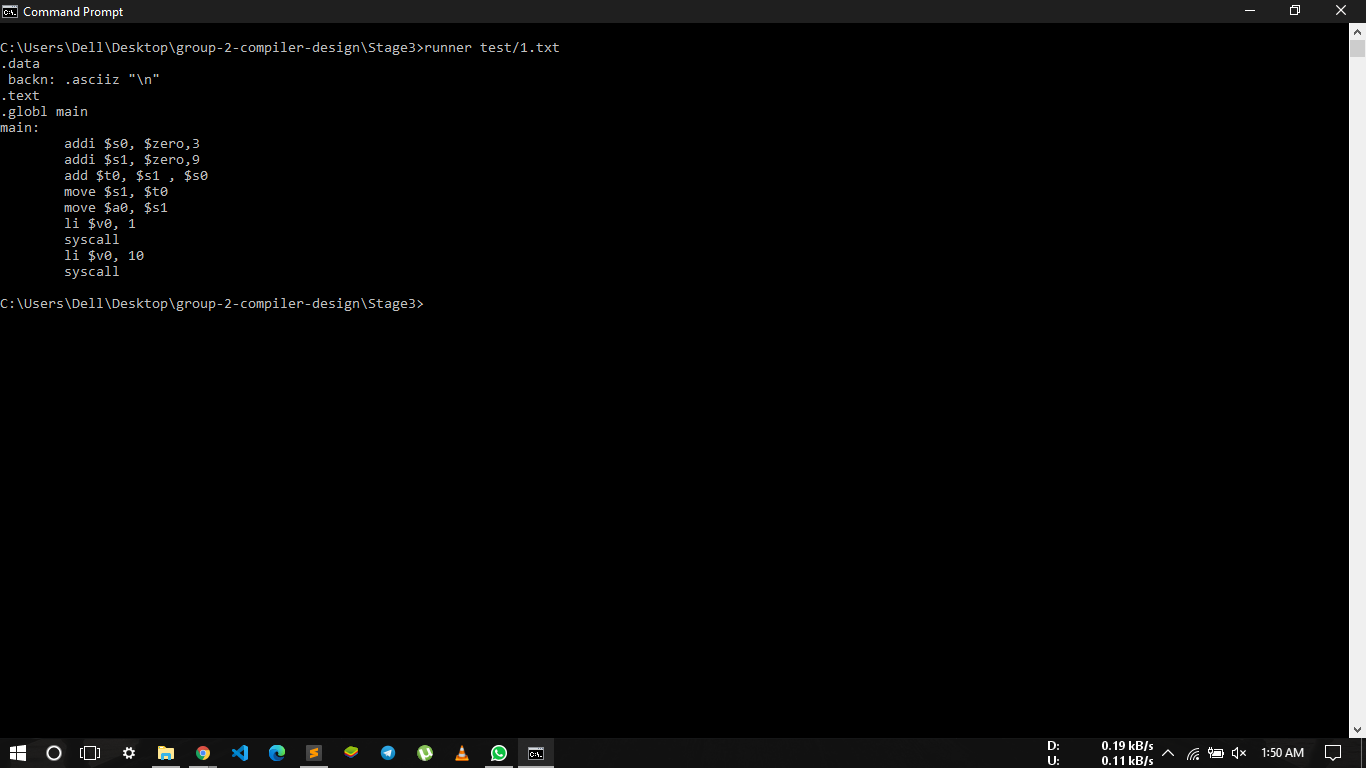 Command Prompt
C:\Users\Dell\Desktop\group-2-compiler-design\Stage3>runner test/1.txt
.data
 backn: .asciiz "\n"
.text
.globl main
main:
        addi $s0, $zero,3
        addi $s1, $zero,9
        add $t0, $s1 , $s0
        move $s1, $t0
        move $a0, $s1
        li $v0, 1
        syscall
        li $v0, 10
        syscall
C:\Users\Dell\Desktop\group-2-compiler-design\Stage3>
D: 0.19 kB/s
U: 0.11 kB/s
1:50 AM